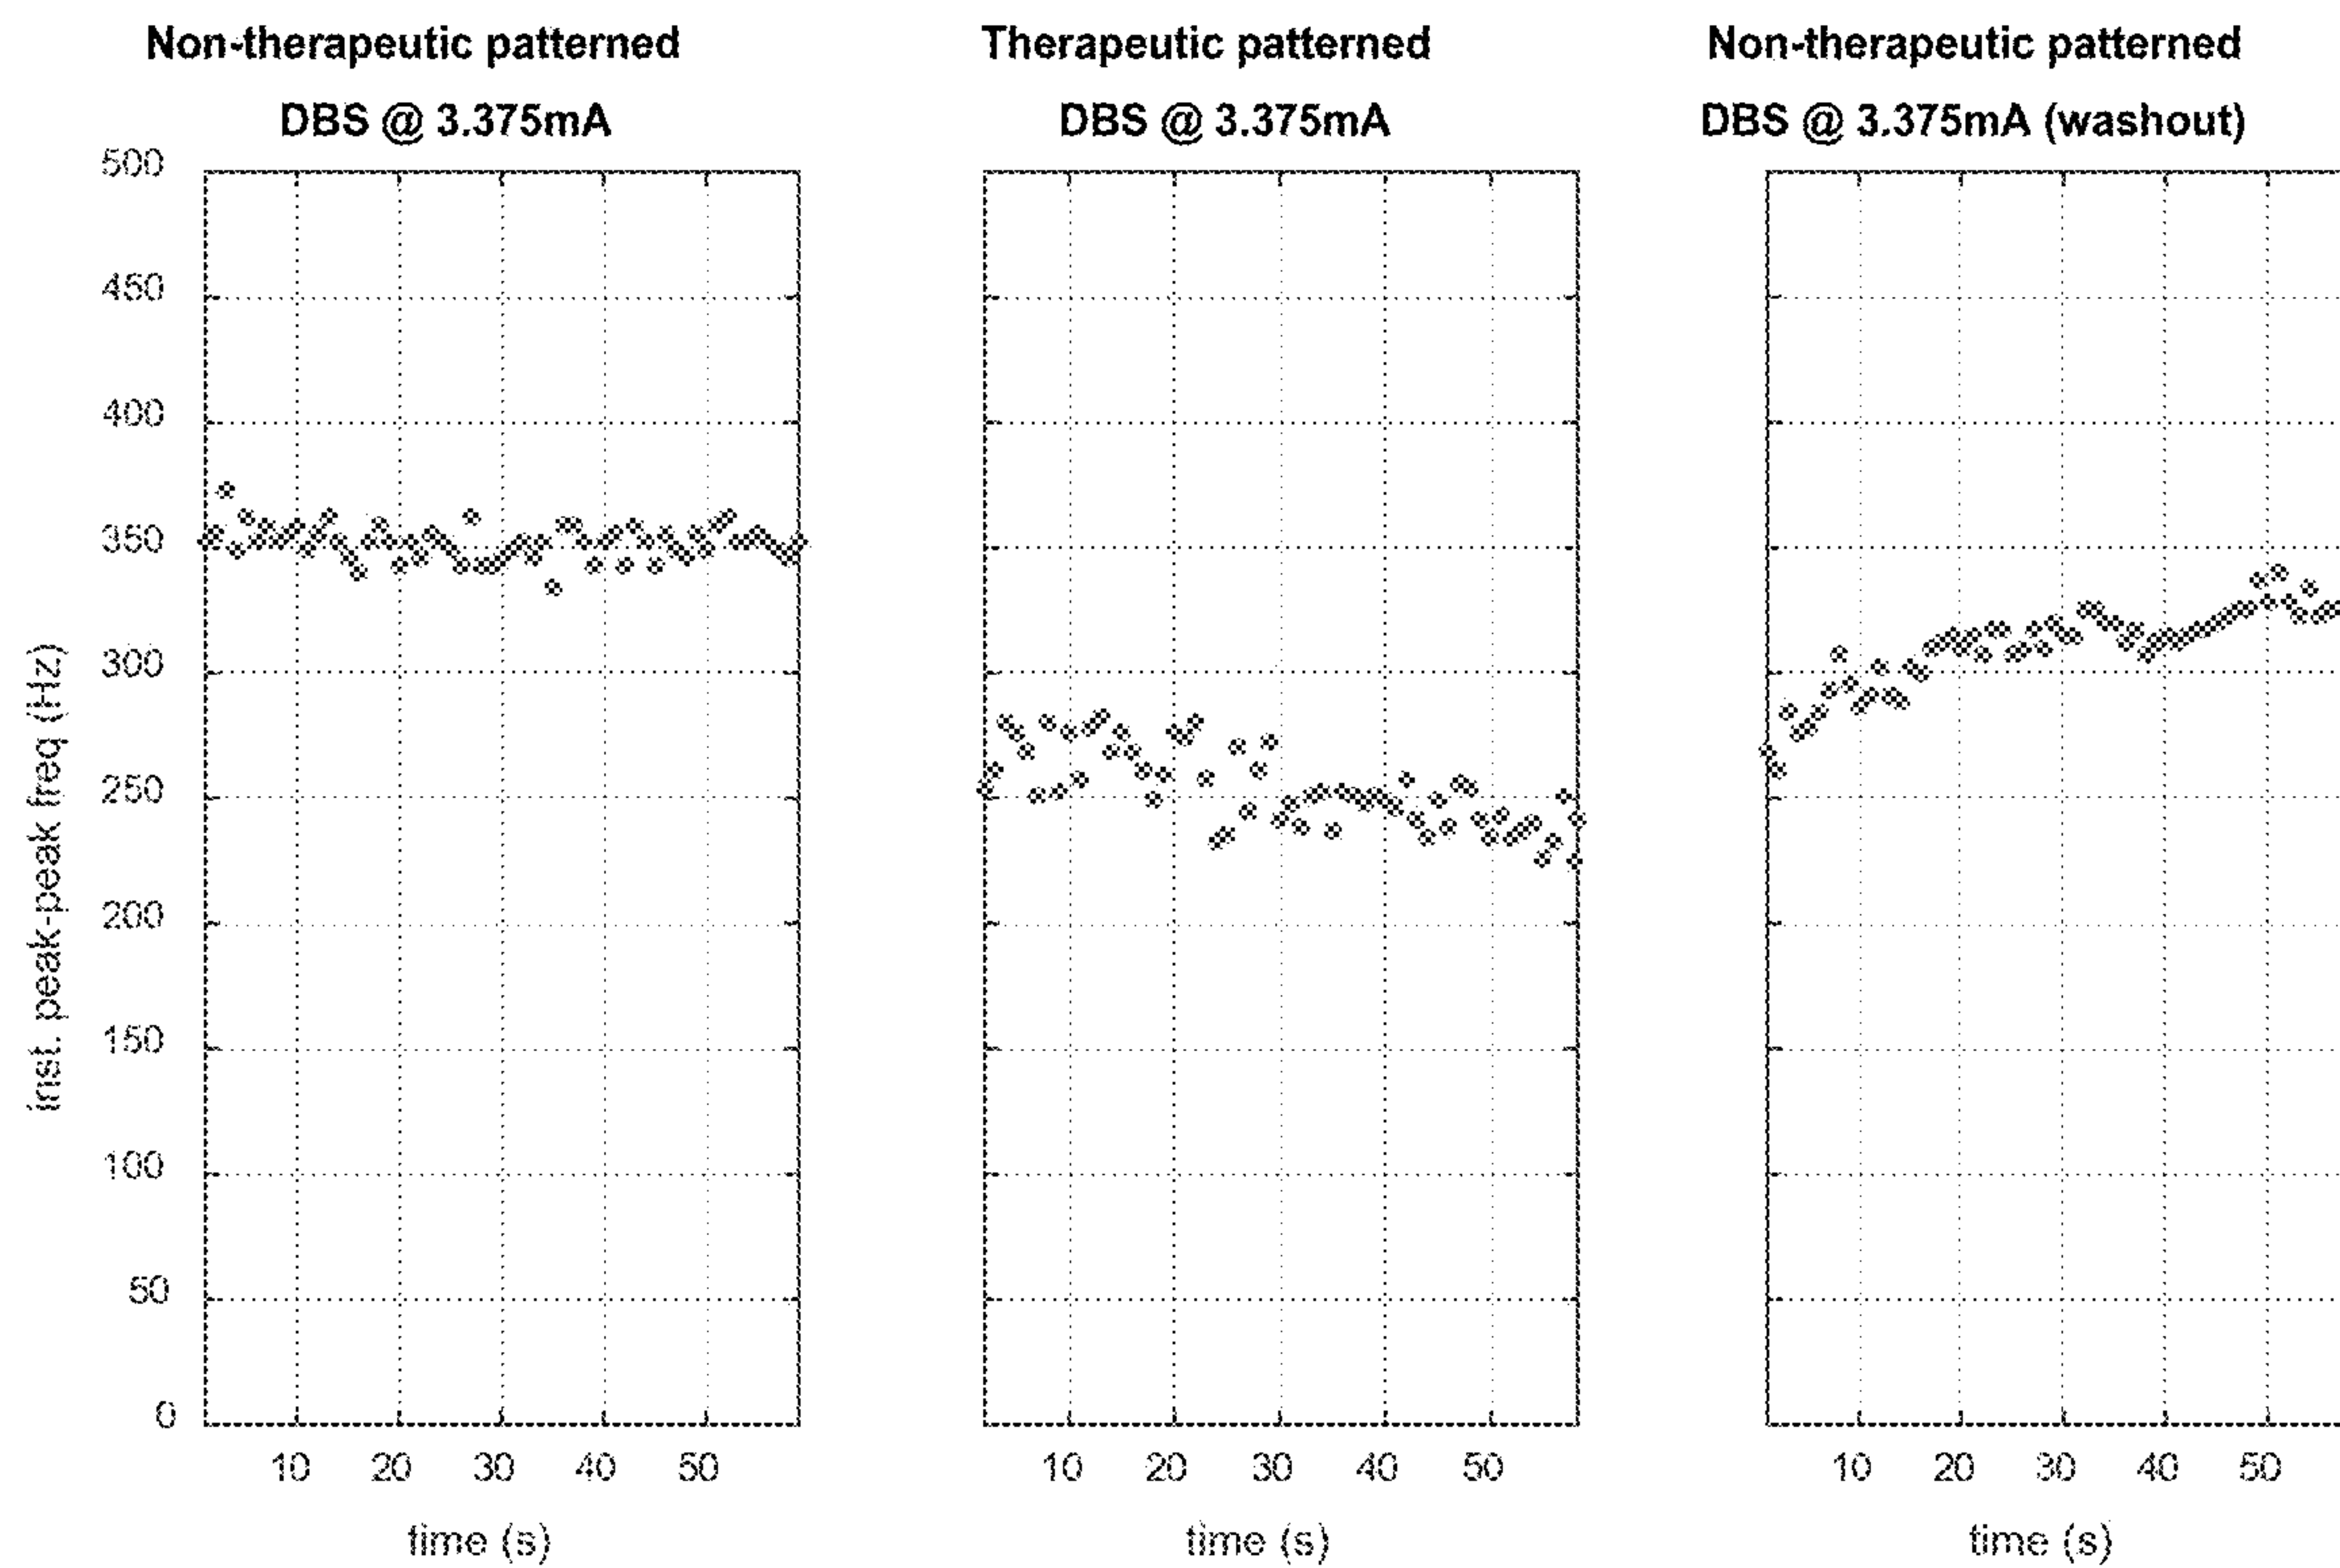 Non-therapeutic patterned
DBS @ 3.375mA
Therapeutic patterned
DBS @ 3.375mA
Non-therapeutic patterned
DBS @ 3.375mA (washout)
inst. peak-peak freq (Hz)
500
450
400
350
300
250
200
150
100
50
0
10 20 30 40 50
time (s)
10 20 30 40 50
time (s)
10 20 30 40 50
time (s)